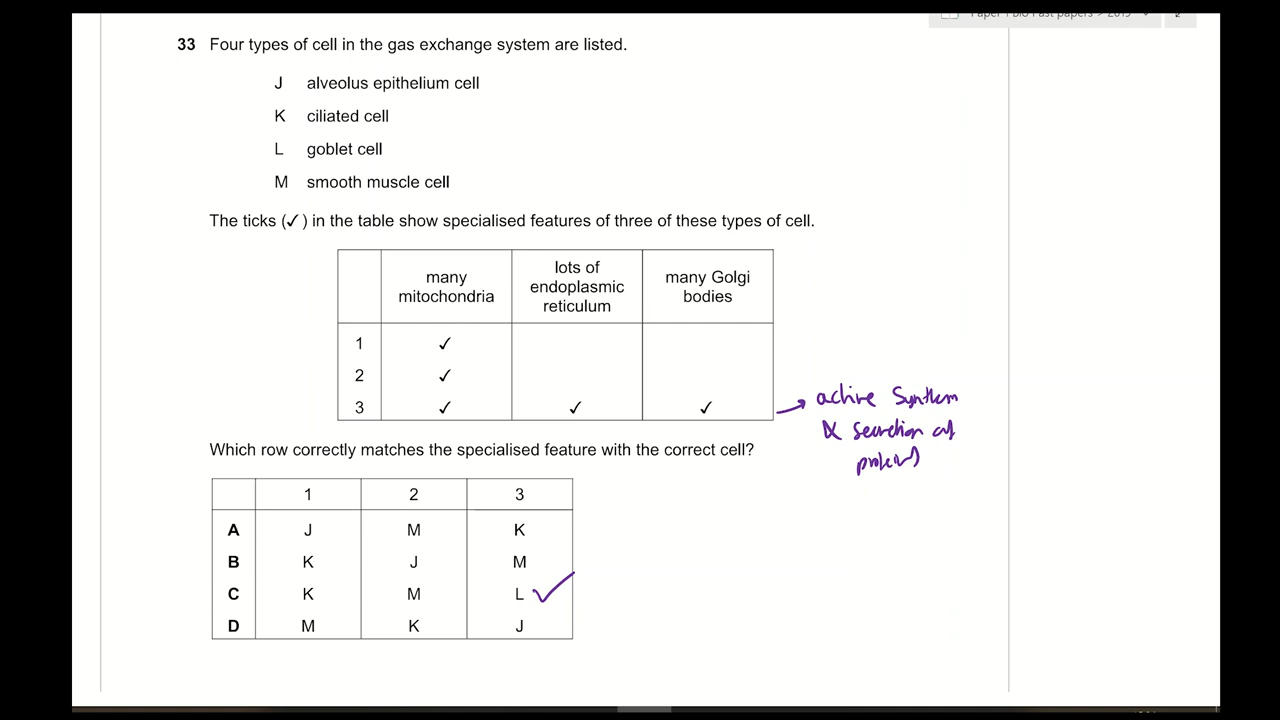 33 Four types of cell in the gas exchange system are listed.
J alveolus epithelium cell
K ciliated cell
L goblet cell
M smooth muscle cell
The ticks (✓) in the table show specialised features of three of these types of cell.
many mitochondria lots of endoplasmic reticulum many Golgi bodies
1 ✓
2 ✓
3 ✓ ✓ ✓
active
& secretion of
Which row correctly matches the specialised feature with the correct cell?
1 2 3
A J M K
B K J M
C K M L ✓
D M K J